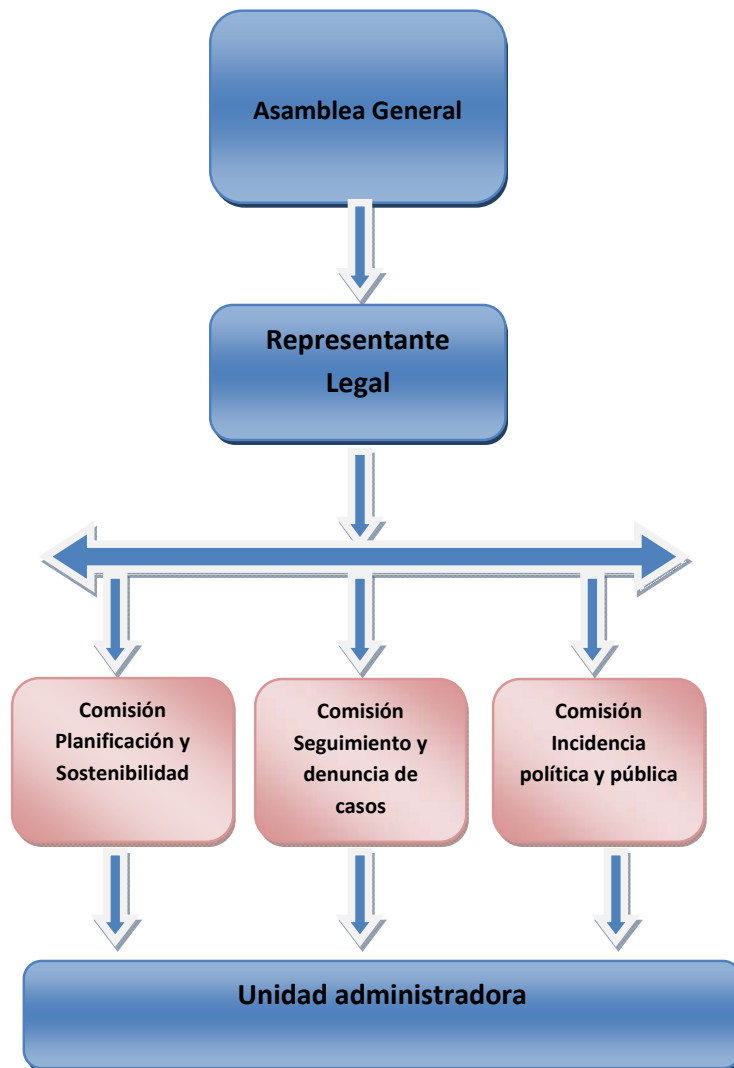 Asamblea General
Representante
Legal
Comisión
Planificación y
Sostenibilidad
Comisión
Seguimiento y
denuncia de
casos
Comisión
Incidencia
política y pública
Unidad administradora